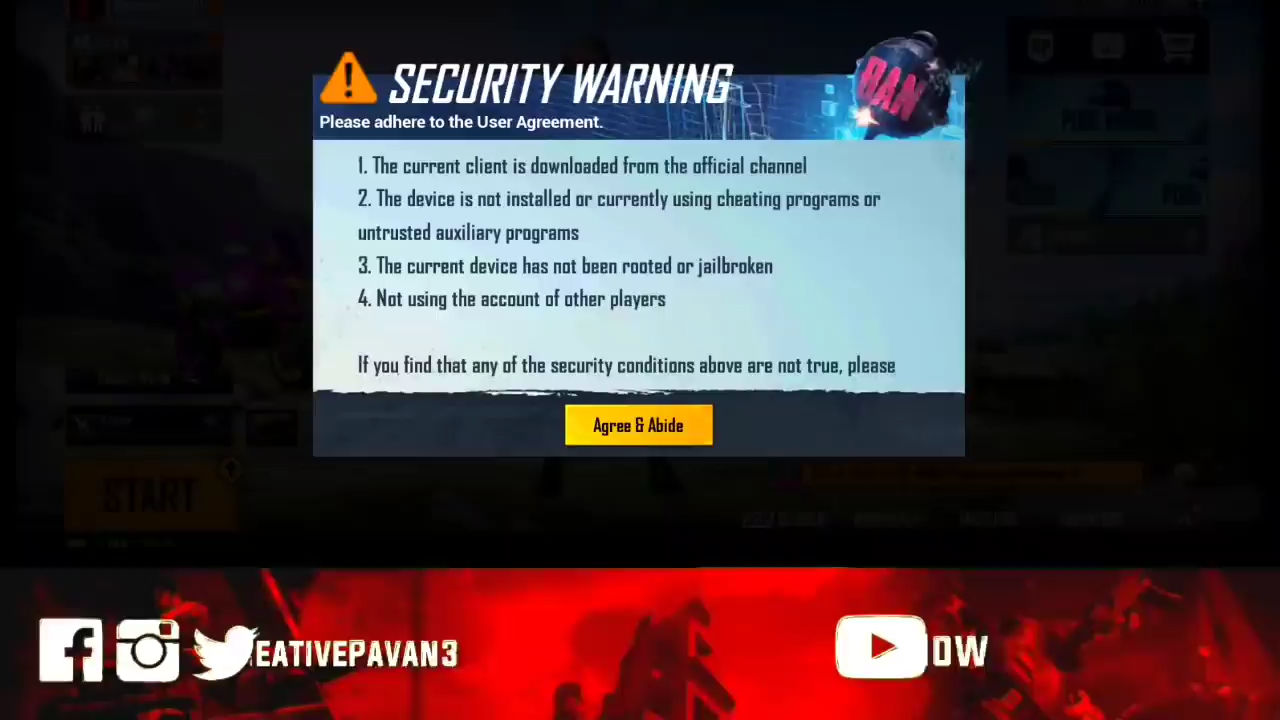 SECURITY WARNING
BAN
Please adhere to the User Agreement.
1. The current client is downloaded from the official channel
2. The device is not installed or currently using cheating programs or
untrusted auxiliary programs
3. The current device has not been rooted or jailbroken
4. Not using the account of other players
If you find that any of the security conditions above are not true, please
Agree & Abide
START
EATIVEPAVAN3
OW